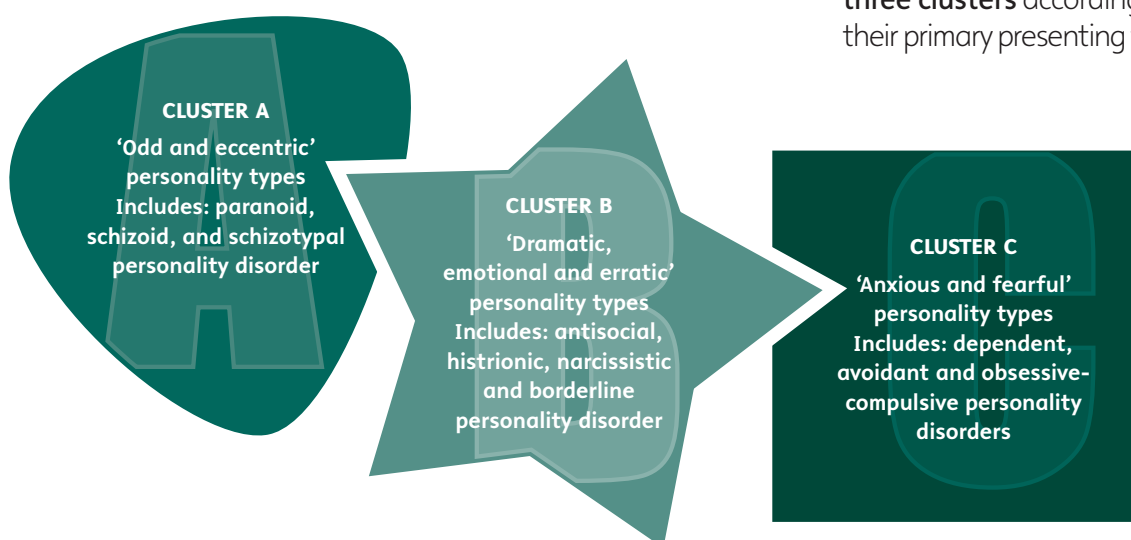 three clusters according
their primary presenting
A
CLUSTER A
‘Odd and eccentric’
personality types
Includes: paranoid,
schizoid, and schizotypal
personality disorder
B
CLUSTER B
‘Dramatic,
emotional and erratic’
personality types
Includes: antisocial,
histrionic, narcissistic
and borderline
personality disorder
C
CLUSTER C
‘Anxious and fearful’
personality types
Includes: dependent,
avoidant and obsessive-
compulsive personality
disorders